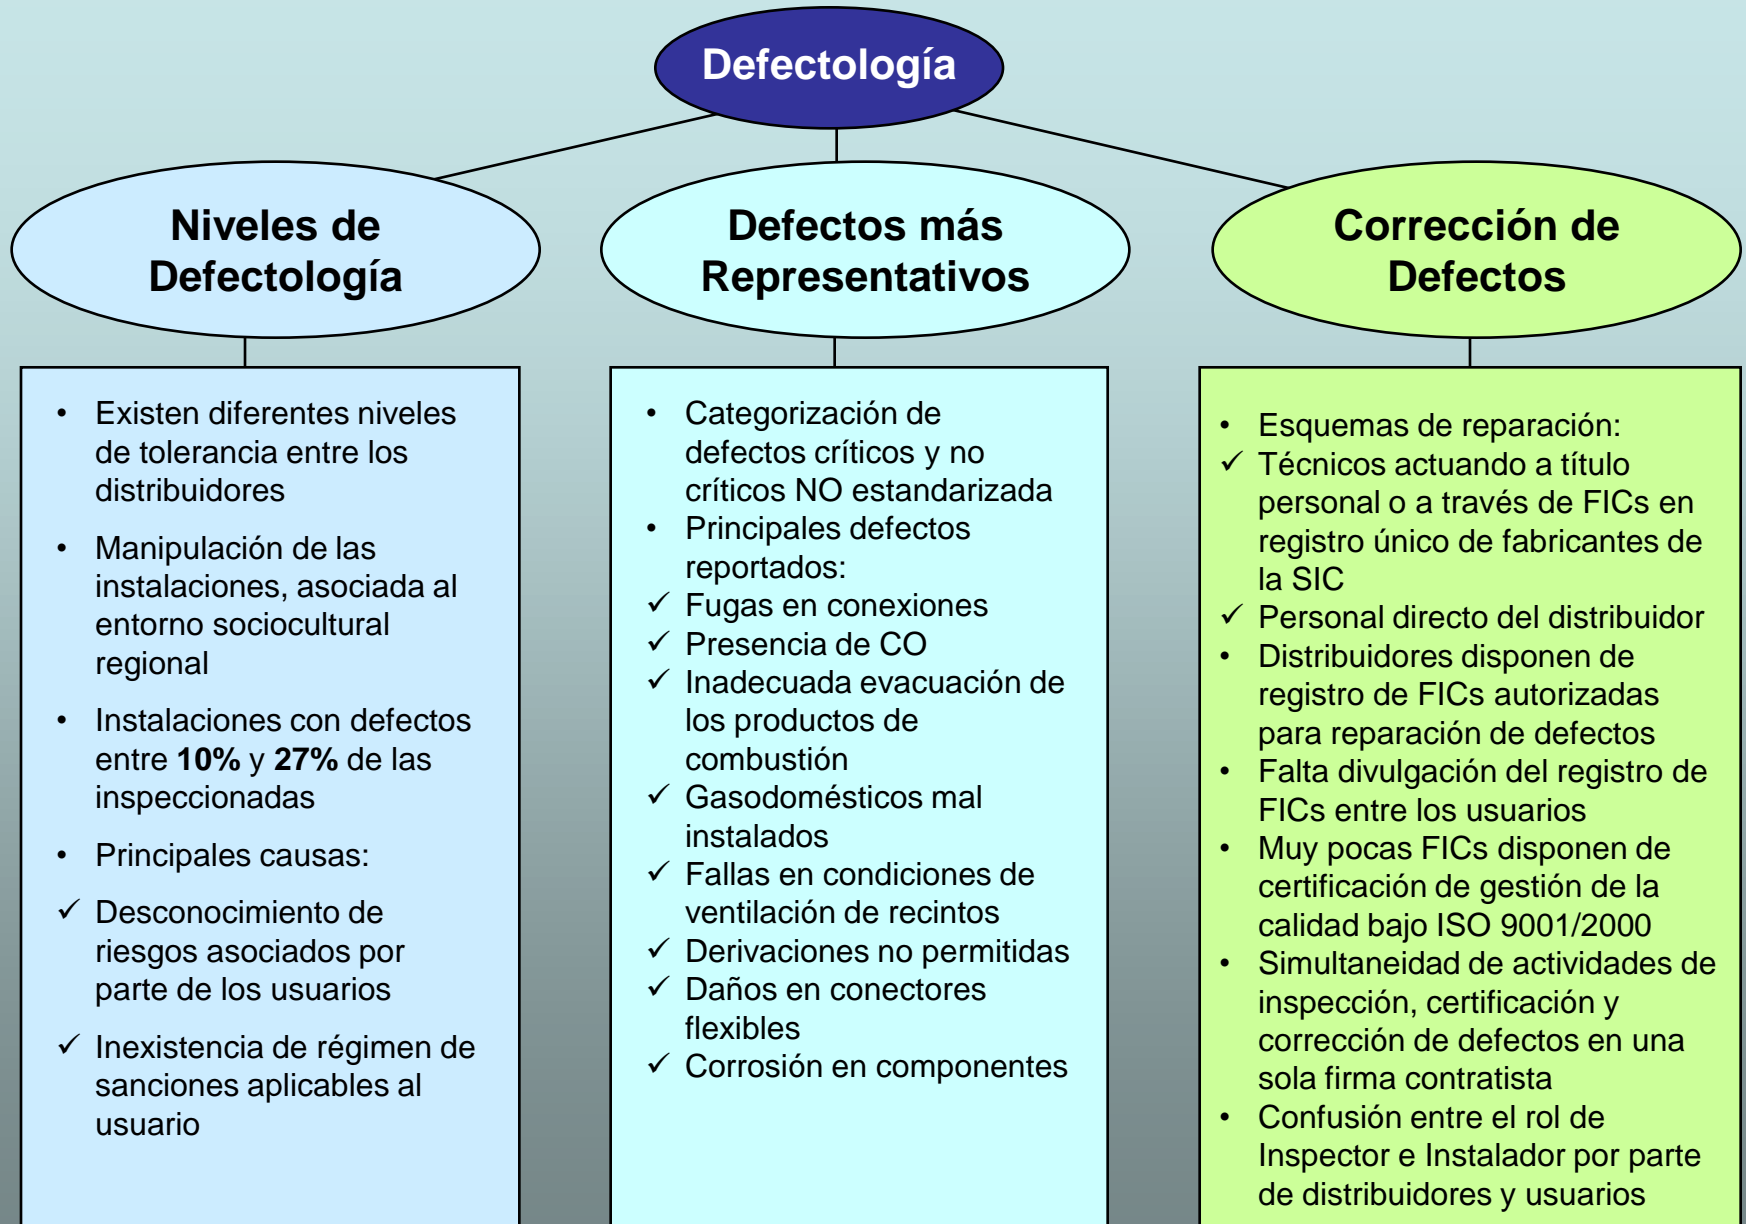 Defectología
Niveles de
Defectología
• Existen diferentes niveles
de tolerancia entre los
distribuidores
• Manipulación de las
instalaciones, asociada al
entorno sociocultural
regional
• Instalaciones con defectos
entre 10% y 27% de las
inspeccionadas
• Principales causas:
✓ Desconocimiento de
riesgos asociados por
parte de los usuarios
✓ Inexistencia de régimen de
sanciones aplicables al
usuario
Defectos más
Representativos
• Categorización de
defectos críticos y no
críticos NO estandarizada
• Principales defectos
reportados:
✓ Fugas en conexiones
✓ Presencia de CO
✓ Inadecuada evacuación de
los productos de
combustión
✓ Gasodomésticos mal
instalados
✓ Fallas en condiciones de
ventilación de recintos
✓ Derivaciones no permitidas
✓ Daños en conectores
flexibles
✓ Corrosión en componentes
Corrección de
Defectos
• Esquemas de reparación:
✓ Técnicos actuando a título
personal o a través de FICs en
registro único de fabricantes de
la SIC
✓ Personal directo del distribuidor
• Distribuidores disponen de
registro de FICs autorizadas
para reparación de defectos
• Falta divulgación del registro de
FICs entre los usuarios
• Muy pocas FICs disponen de
certificación de gestión de la
calidad bajo ISO 9001/2000
• Simultaneidad de actividades de
inspección, certificación y
corrección de defectos en una
sola firma contratista
• Confusión entre el rol de
Inspector e Instalador por parte
de distribuidores y usuarios